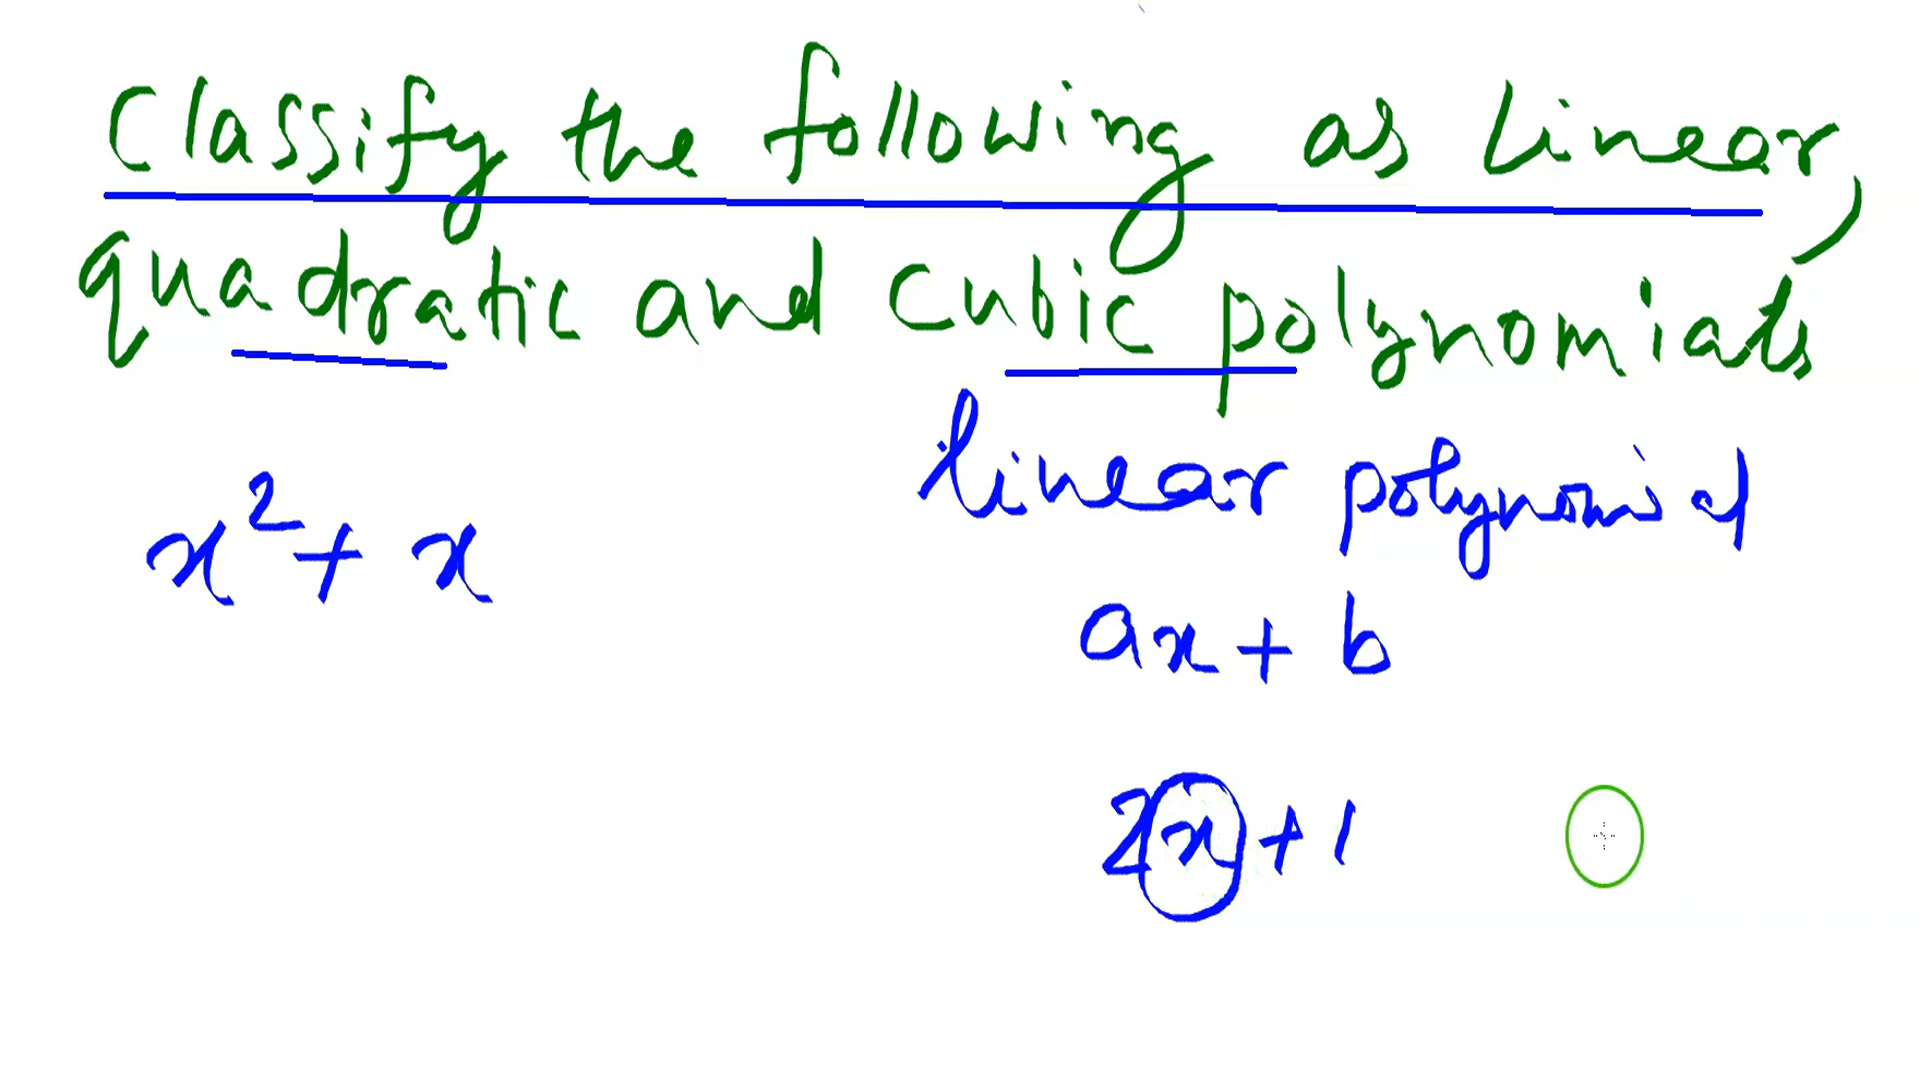 Classify the following as linear,
quadratic and cubic polynomials
linear polynomial
x² + x
ax + b
2x + 1